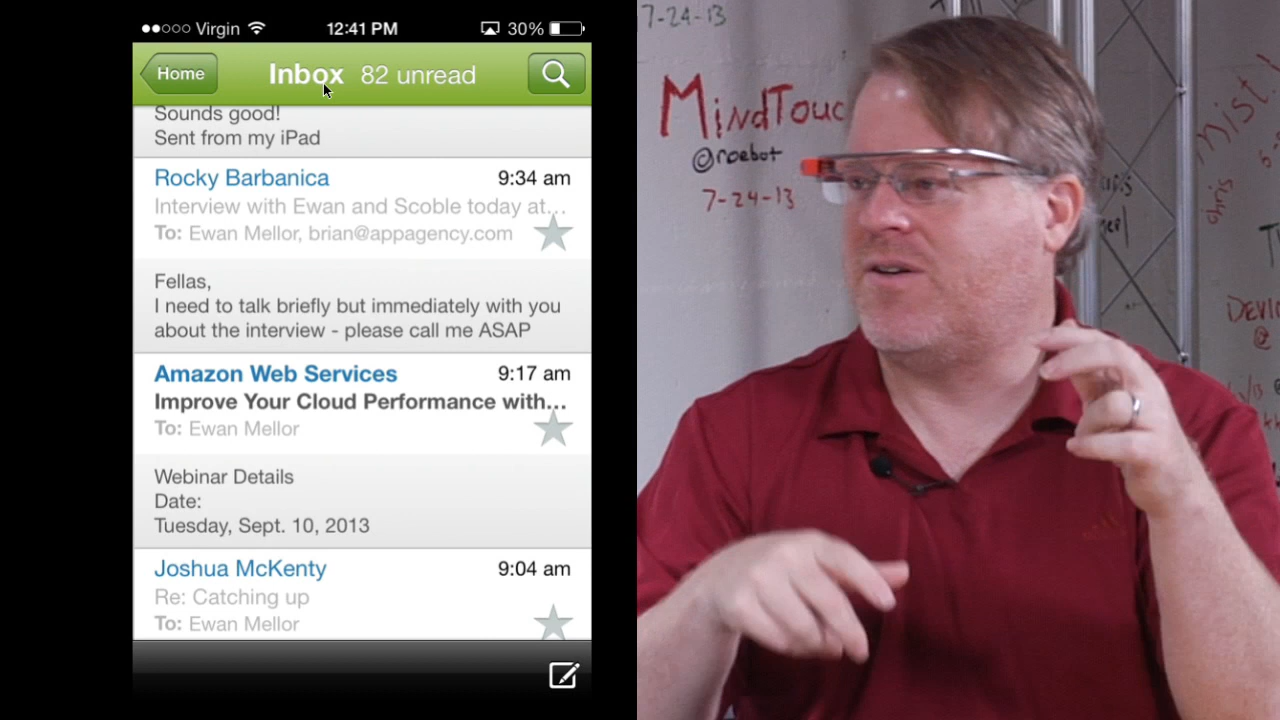 Virgin
12:41 PM
30%
Home
Inbox 82 unread
Sounds good!
Sent from my iPad
Rocky Barbanica 9:34 am
Interview with Ewan and Scoble today at...
To: Ewan Mellor, brian@appagency.com
Fellas,
I need to talk briefly but immediately with you
about the interview - please call me ASAP
Amazon Web Services 9:17 am
Improve Your Cloud Performance with...
To: Ewan Mellor
Webinar Details
Date:
Tuesday, Sept. 10, 2013
Joshua McKenty 9:04 am
Re: Catching up
To: Ewan Mellor
7-24-13
MindTouc
@roebot
7-24-13
adidas